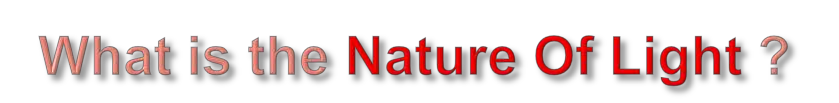 What is the Nature Of Light ?